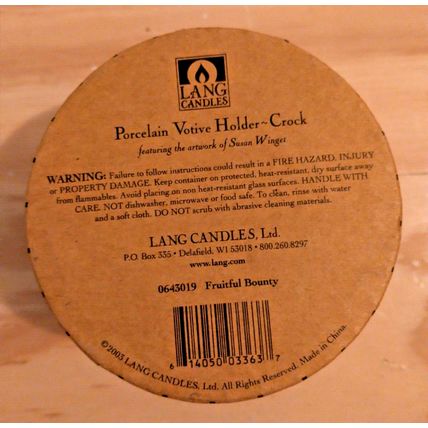 LANG
CANDLES
Porcelain Votive Holder~Crock
featuring the artwork of Susan Winget
WARNING: Failure to follow instructions could result in a FIRE HAZARD, INJURY
or PROPERTY DAMAGE. Keep container on protected, heat-resistant, dry surface away
from flammables. Avoid placing on non heat-resistant glass surfaces. HANDLE WITH
CARE. NOT dishwasher, microwave or food safe. To clean, rinse with water
and a soft cloth. DO NOT scrub with abrasive cleaning materials.
LANG CANDLES, Ltd.
P.O. Box 335 • Delafield, WI 53018 • 800.260.8297
www.lang.com
0643019 Fruitful Bounty
6 14050 03363 7
©2005 LANG CANDLES, Ltd. All Rights Reserved. Made in China.